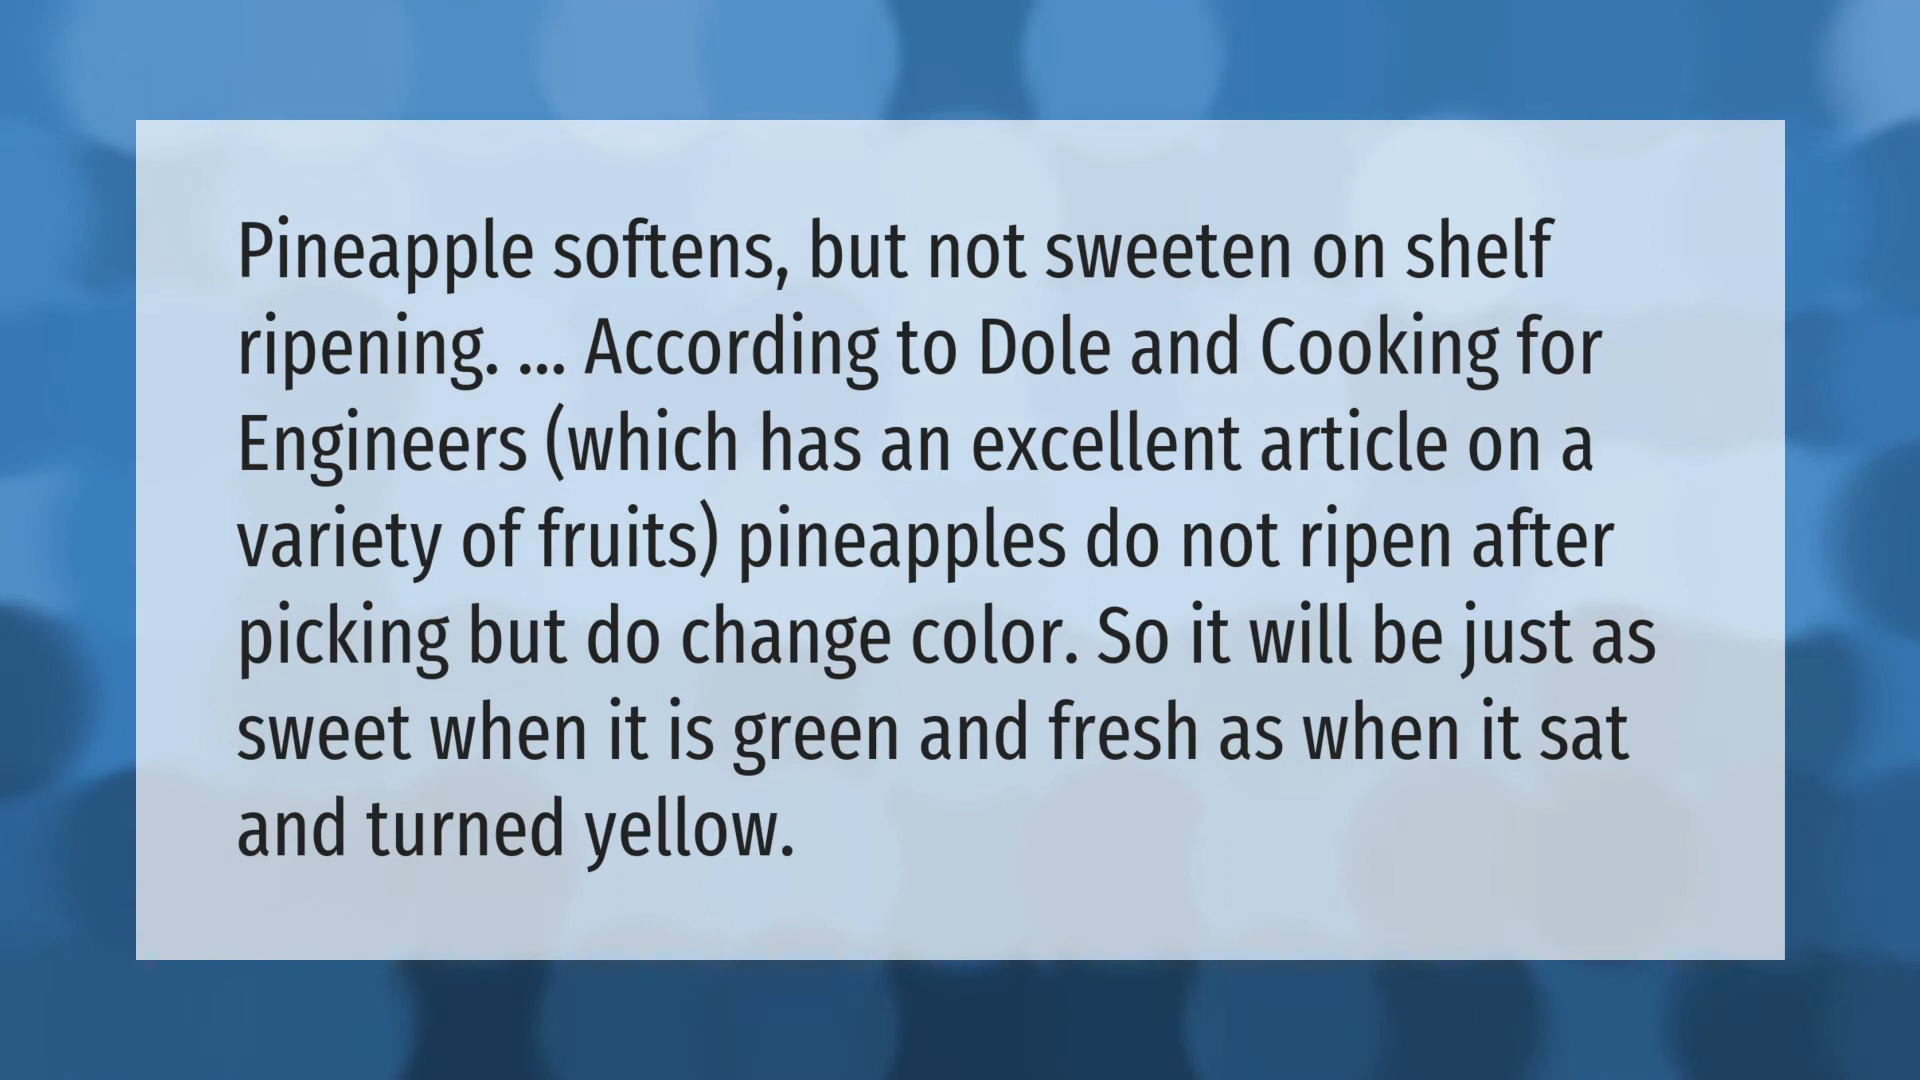 Pineapple softens, but not sweeten on shelf
ripening. ... According to Dole and Cooking for
Engineers (which has an excellent article on a
variety of fruits) pineapples do not ripen after
picking but do change color. So it will be just as
sweet when it is green and fresh as when it sat
and turned yellow.